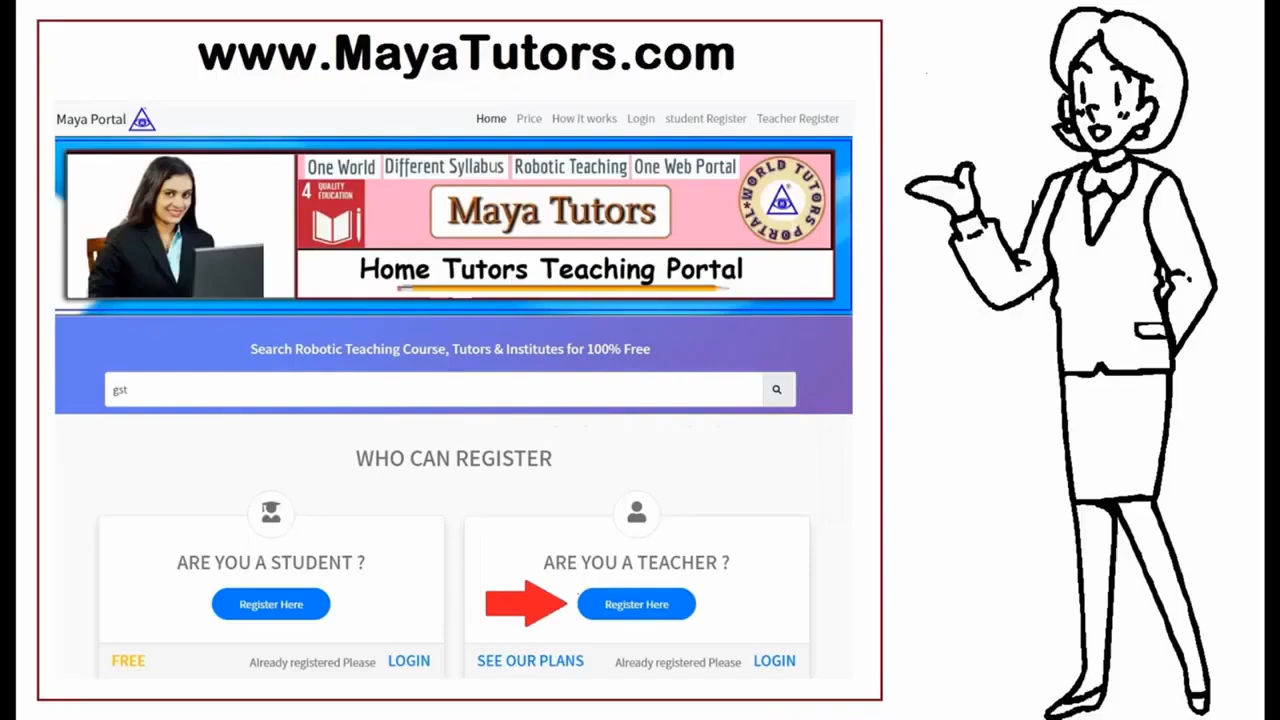 www.MayaTutors.com
Maya Portal
Home Price How it works Login student Register Teacher Register
One World Different Syllabus Robotic Teaching One Web Portal
4 QUALITY EDUCATION
Maya Tutors
WORLD TUTORS PORTAL
Home Tutors Teaching Portal
Search Robotic Teaching Course, Tutors & Institutes for 100% Free
gst
WHO CAN REGISTER
ARE YOU A STUDENT ?
Register Here
FREE Already registered Please LOGIN
ARE YOU A TEACHER ?
Register Here
SEE OUR PLANS Already registered Please LOGIN